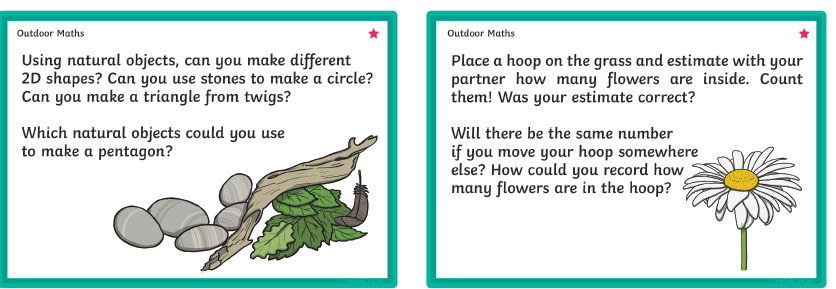 Outdoor Maths
Using natural objects, can you make different
2D shapes? Can you use stones to make a circle?
Can you make a triangle from twigs?
Which natural objects could you use
to make a pentagon?
Outdoor Maths
Place a hoop on the grass and estimate with your
partner how many flowers are inside. Count
them! Was your estimate correct?
Will there be the same number
if you move your hoop somewhere
else? How could you record how
many flowers are in the hoop?